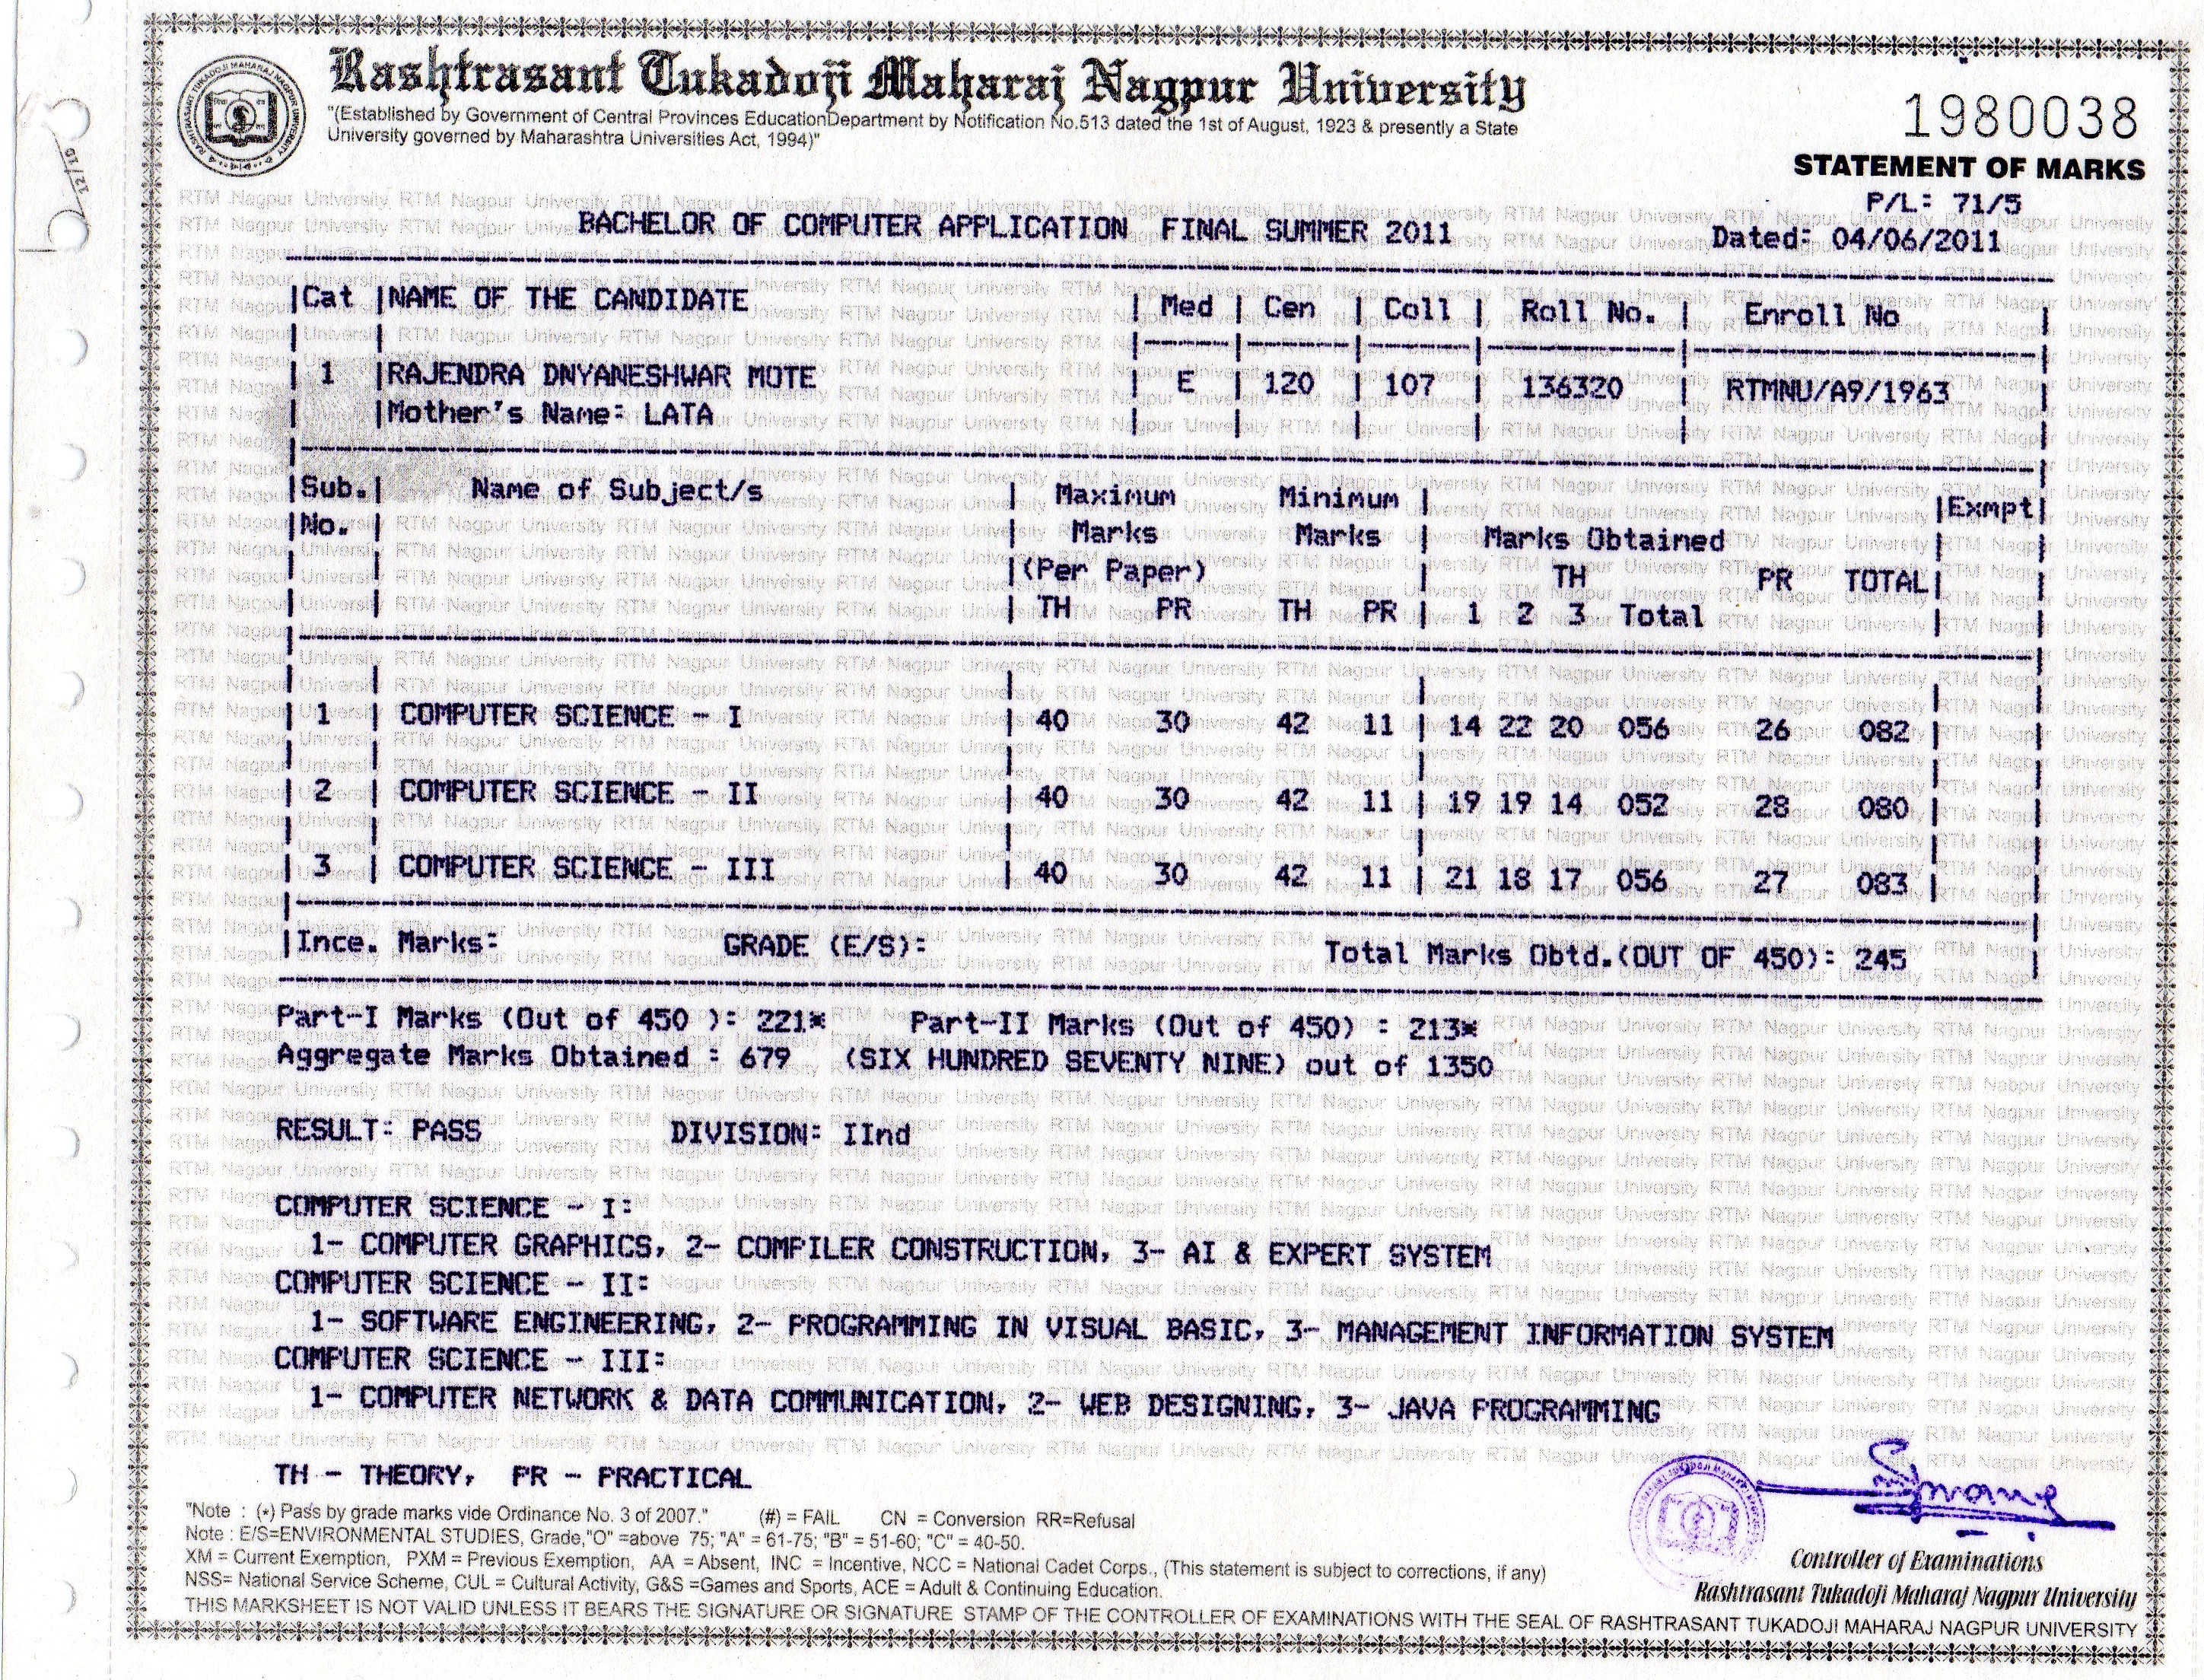 Rashtrasant Tukadoji Maharaj Nagpur University
"(Established by Government of Central Provinces EducationDepartment by Notification No.513 dated the 1st of August, 1923 & presently a State
University governed by Maharashtra Universities Act, 1994)"
1980038
STATEMENT OF MARKS
P/L: 71/5
BACHELOR OF COMPUTER APPLICATION FINAL SUMMER 2011
Dated: 04/06/2011
Cat NAME OF THE CANDIDATE Med Cen Coll Roll No. Enroll No
1 RAJENDRA DNYANESHWAR MOTE E 120 107 136320 RTMNU/A9/1963
Mother's Name: LATA
Sub. Name of Subject/s Maximum Minimum Exmpt
No. Marks Marks Marks Obtained
(Per Paper) TH PR TOTAL
TH PR TH PR 1 2 3 Total
1 COMPUTER SCIENCE - I 40 30 42 11 14 22 20 056 26 082
2 COMPUTER SCIENCE - II 40 30 42 11 19 19 14 052 28 080
3 COMPUTER SCIENCE - III 40 30 42 11 21 18 17 056 27 083
Ince. Marks: GRADE (E/S): Total Marks Obtd.(OUT OF 450): 245
Part-I Marks (Out of 450 ): 221* Part-II Marks (Out of 450) : 213*
Aggregate Marks Obtained : 679 (SIX HUNDRED SEVENTY NINE) out of 1350
RESULT: PASS DIVISION: IInd
COMPUTER SCIENCE - I:
1- COMPUTER GRAPHICS, 2- COMPILER CONSTRUCTION, 3- AI & EXPERT SYSTEM
COMPUTER SCIENCE - II:
1- SOFTWARE ENGINEERING, 2- PROGRAMMING IN VISUAL BASIC, 3- MANAGEMENT INFORMATION SYSTEM
COMPUTER SCIENCE - III:
1- COMPUTER NETWORK & DATA COMMUNICATION, 2- WEB DESIGNING, 3- JAVA PROGRAMMING
TH - THEORY, PR - PRACTICAL
"Note : (*) Pass by grade marks vide Ordinance No. 3 of 2007." (#) = FAIL CN = Conversion RR=Refusal
Note : E/S=ENVIRONMENTAL STUDIES, Grade,"O" =above 75; "A" = 61-75; "B" = 51-60; "C" = 40-50.
XM = Current Exemption, PXM = Previous Exemption, AA = Absent, INC = Incentive, NCC = National Cadet Corps., (This statement is subject to corrections, if any)
NSS= National Service Scheme, CUL = Cultural Activity, G&S =Games and Sports, ACE = Adult & Continuing Education.
Controller of Examinations
Rashtrasant Tukadoji Maharaj Nagpur University
THIS MARKSHEET IS NOT VALID UNLESS IT BEARS THE SIGNATURE OR SIGNATURE STAMP OF THE CONTROLLER OF EXAMINATIONS WITH THE SEAL OF RASHTRASANT TUKADOJI MAHARAJ NAGPUR UNIVERSITY